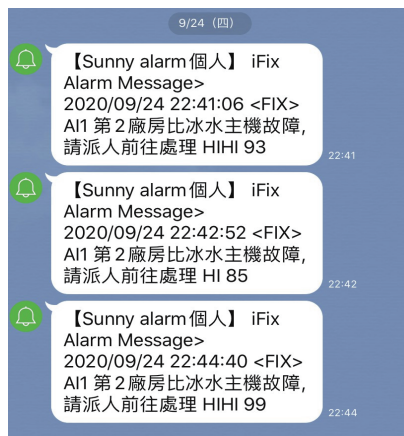 9/24（四）
【Sunny alarm個人】 iFix
Alarm Message>
2020/09/24 22:41:06 <FIX>
AI1 第2廠房比冰水主機故障,
請派人前往處理 HIHI 93
22:41
【Sunny alarm個人】 iFix
Alarm Message>
2020/09/24 22:42:52 <FIX>
AI1 第2廠房比冰水主機故障,
請派人前往處理 HI 85
22:42
【Sunny alarm個人】 iFix
Alarm Message>
2020/09/24 22:44:40 <FIX>
AI1 第2廠房比冰水主機故障,
請派人前往處理 HIHI 99
22:44